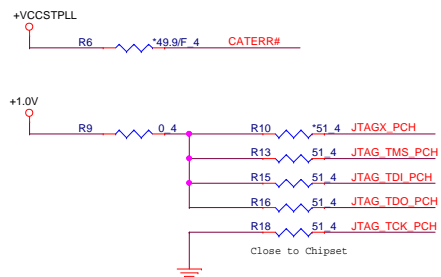 +VCCSTPLL
R6 *49.9/F_4 CATERR#
+1.0V
R9 0_4 R10 *51_4 JTAGX_PCH
R13 51_4 JTAG_TMS_PCH
R15 51_4 JTAG_TDI_PCH
R16 51_4 JTAG_TDO_PCH
R18 51_4 JTAG_TCK_PCH
Close to Chipset